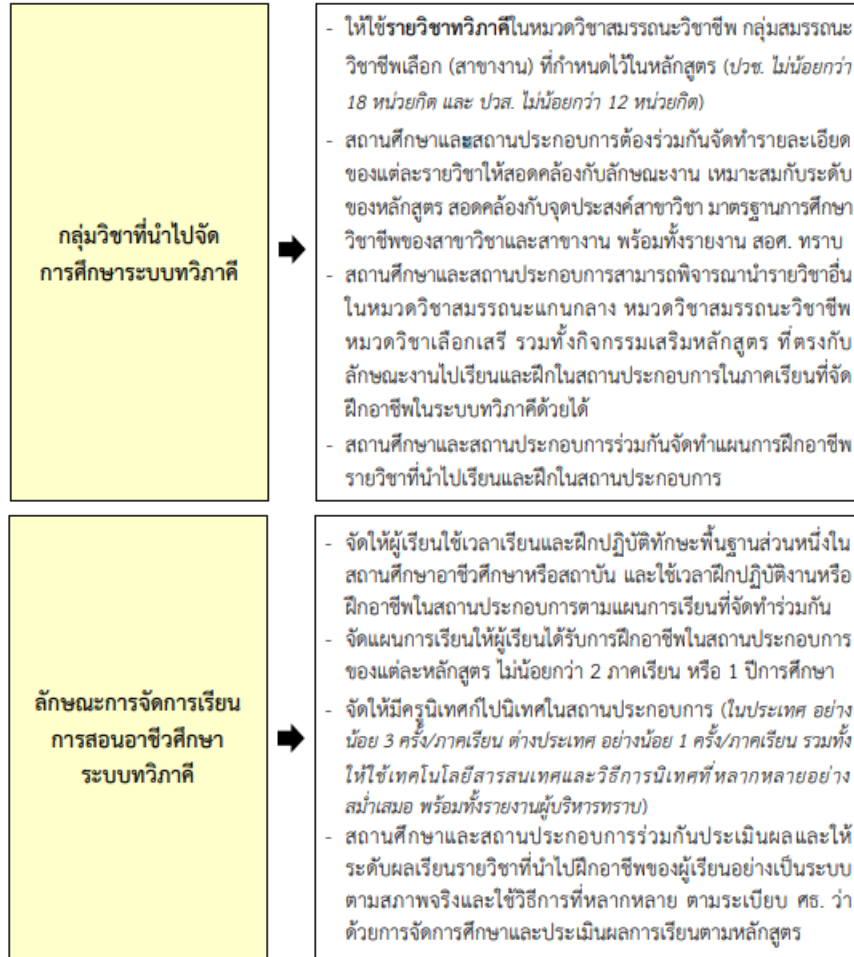 กลุ่มวิชาที่นำไปจัด
การศึกษาระบบทวิภาคี
- ให้ใช้รายวิชาทวิภาคีในหมวดวิชาสมรรถนะวิชาชีพ กลุ่มสมรรถนะ
วิชาชีพเลือก (สาขางาน) ที่กำหนดไว้ในหลักสูตร (ปวช. ไม่น้อยกว่า
18 หน่วยกิต และ ปวส. ไม่น้อยกว่า 12 หน่วยกิต)
- สถานศึกษาและสถานประกอบการต้องร่วมกันจัดทำรายละเอียด
ของแต่ละรายวิชาให้สอดคล้องกับลักษณะงาน เหมาะสมกับระดับ
ของหลักสูตร สอดคล้องกับจุดประสงค์สาขาวิชา มาตรฐานการศึกษา
วิชาชีพของสาขาวิชาและสาขางาน พร้อมทั้งรายงาน สอศ. ทราบ
- สถานศึกษาและสถานประกอบการสามารถพิจารณานำรายวิชาอื่น
ในหมวดวิชาสมรรถนะแกนกลาง หมวดวิชาสมรรถนะวิชาชีพ
หมวดวิชาเลือกเสรี รวมทั้งกิจกรรมเสริมหลักสูตร ที่ตรงกับ
ลักษณะงานไปเรียนและฝึกในสถานประกอบการในภาคเรียนที่จัด
ฝึกอาชีพในระบบทวิภาคีด้วยได้
- สถานศึกษาและสถานประกอบการร่วมกันจัดทำแผนการฝึกอาชีพ
รายวิชาที่นำไปเรียนและฝึกในสถานประกอบการ
ลักษณะการจัดการเรียน
การสอนอาชีวศึกษา
ระบบทวิภาคี
- จัดให้ผู้เรียนใช้เวลาเรียนและฝึกปฏิบัติทักษะพื้นฐานส่วนหนึ่งใน
สถานศึกษาอาชีวศึกษาหรือสถาบัน และใช้เวลาฝึกปฏิบัติงานหรือ
ฝึกอาชีพในสถานประกอบการตามแผนการเรียนที่จัดทำร่วมกัน
- จัดแผนการเรียนให้ผู้เรียนได้รับการฝึกอาชีพในสถานประกอบการ
ของแต่ละหลักสูตร ไม่น้อยกว่า 2 ภาคเรียน หรือ 1 ปีการศึกษา
- จัดให้มีครูนิเทศก์ไปนิเทศในสถานประกอบการ (ในประเทศ อย่าง
น้อย 3 ครั้ง/ภาคเรียน ต่างประเทศ อย่างน้อย 1 ครั้ง/ภาคเรียน รวมทั้ง
ให้ใช้เทคโนโลยีสารสนเทศและวิธีการนิเทศที่หลากหลายอย่าง
สม่ำเสมอ พร้อมทั้งรายงานผู้บริหารทราบ)
- สถานศึกษาและสถานประกอบการร่วมกันประเมินผลและให้
ระดับผลเรียนรายวิชาที่นำไปฝึกอาชีพของผู้เรียนอย่างเป็นระบบ
ตามสภาพจริงและใช้วิธีการที่หลากหลาย ตามระเบียบ ศธ. ว่า
ด้วยการจัดการศึกษาและประเมินผลการเรียนตามหลักสูตร